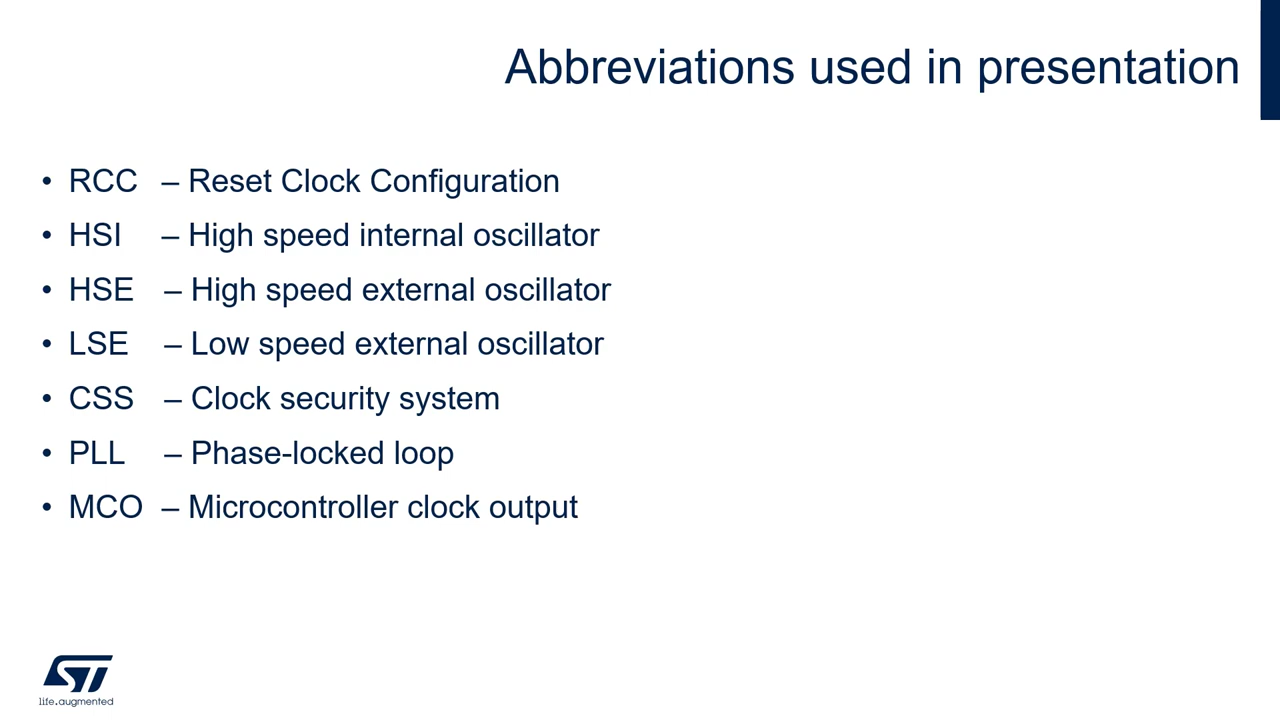 Abbreviations used in presentation
• RCC – Reset Clock Configuration
• HSI – High speed internal oscillator
• HSE – High speed external oscillator
• LSE – Low speed external oscillator
• CSS – Clock security system
• PLL – Phase-locked loop
• MCO – Microcontroller clock output
ST
life.augmented